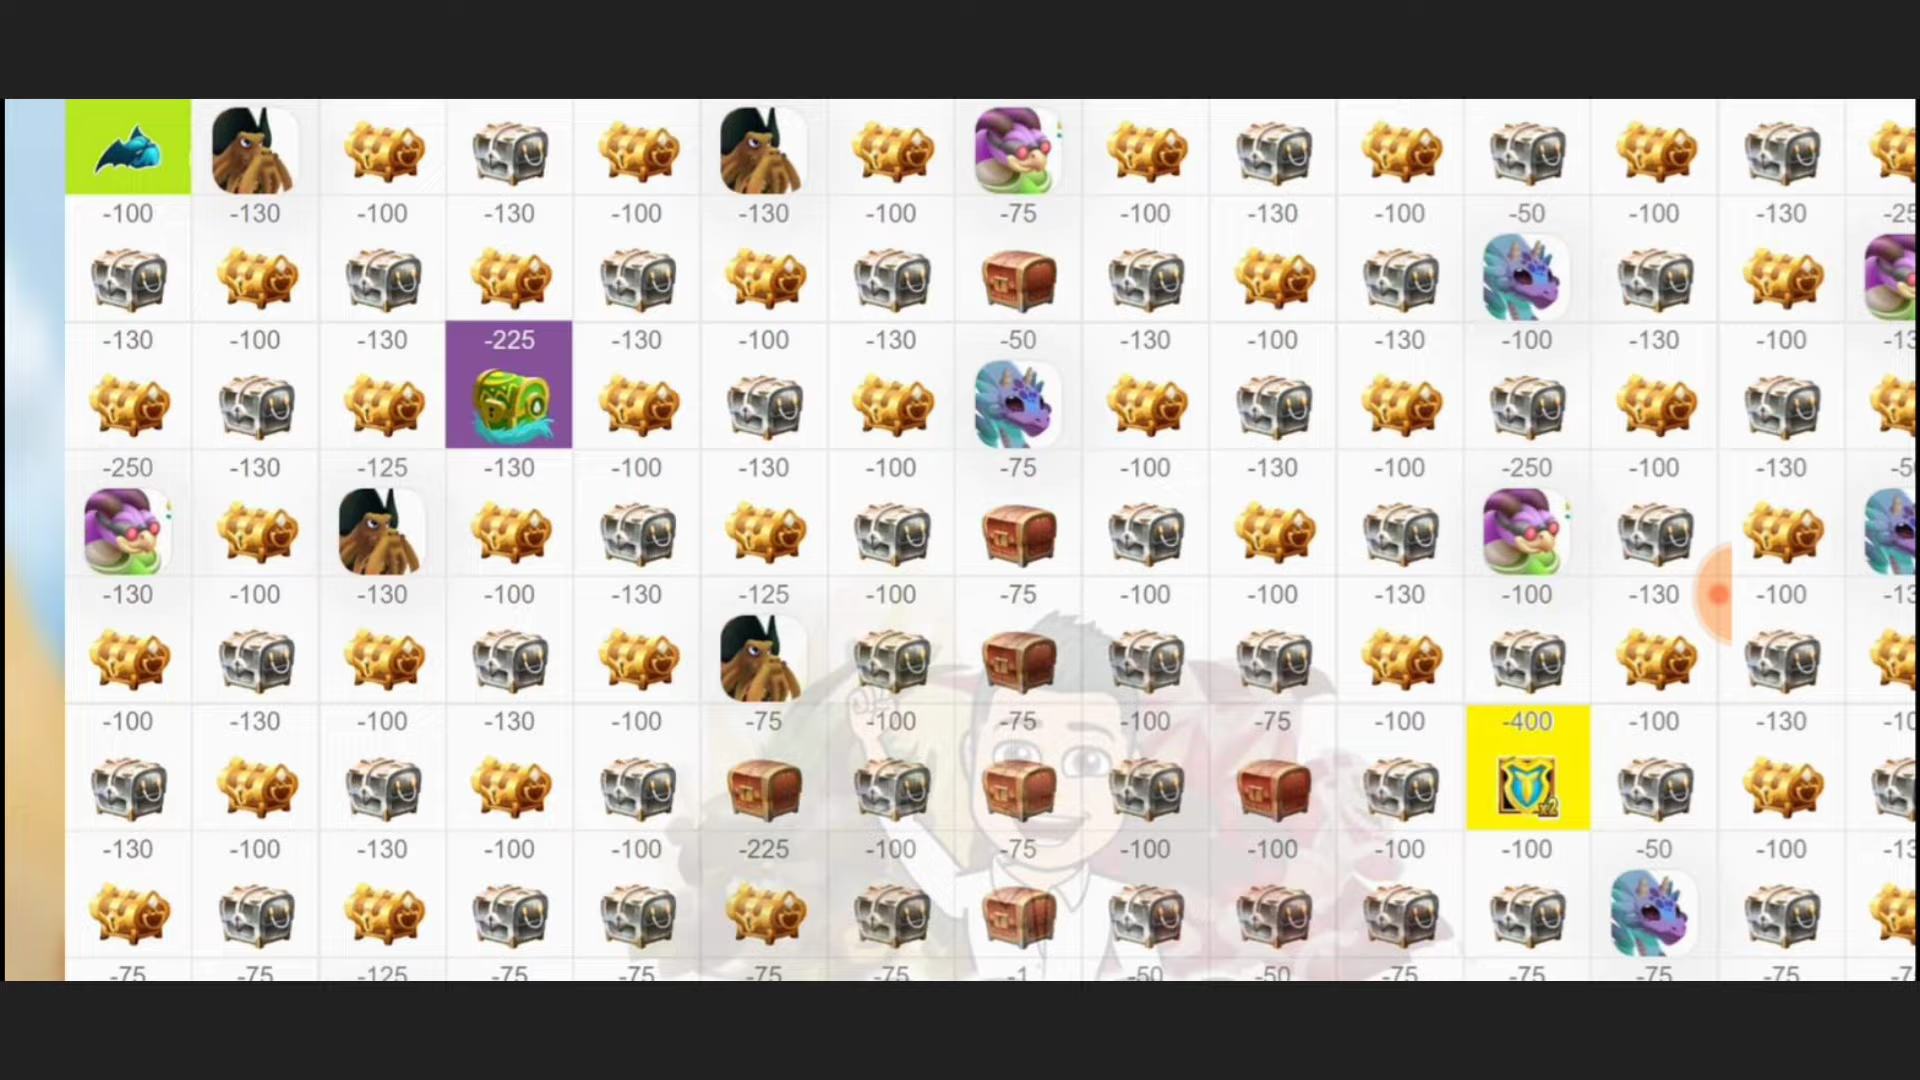 -100 -130 -100 -130 -100 -130 -100 -75 -100 -130 -100 -50 -100 -130
-130 -100 -130 -225 -130 -100 -130 -50 -130 -100 -130 -100 -130 -100
-250 -130 -125 -130 -100 -130 -100 -75 -100 -130 -100 -250 -100 -130
-130 -100 -130 -100 -130 -125 -100 -75 -100 -100 -130 -100 -130 -100
-100 -130 -100 -130 -100 -75 -100 -75 -100 -75 -100 -400 -100 -130
x2
-130 -100 -130 -100 -100 -225 -100 -75 -100 -100 -100 -100 -50 -100
-75 -75 -125 -75 -75 -75 -75 -1 -50 -50 -75 -75 -75 -75